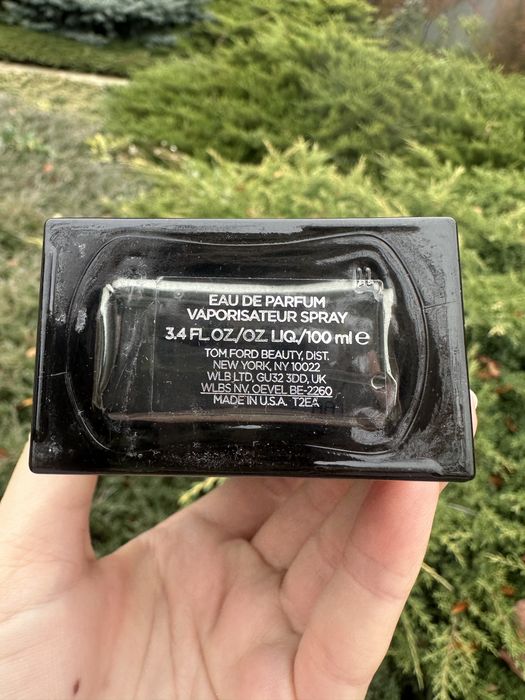 EAU DE PARFUM
VAPORISATEUR SPRAY
3.4 FL.OZ./OZ. LIQ./100 ml ℮
TOM FORD BEAUTY, DIST.
NEW YORK, NY 10022
WLB LTD, GU32 3DD, UK
WLBS NV, OEVEL BE-2260
MADE IN U.S.A. T2EA